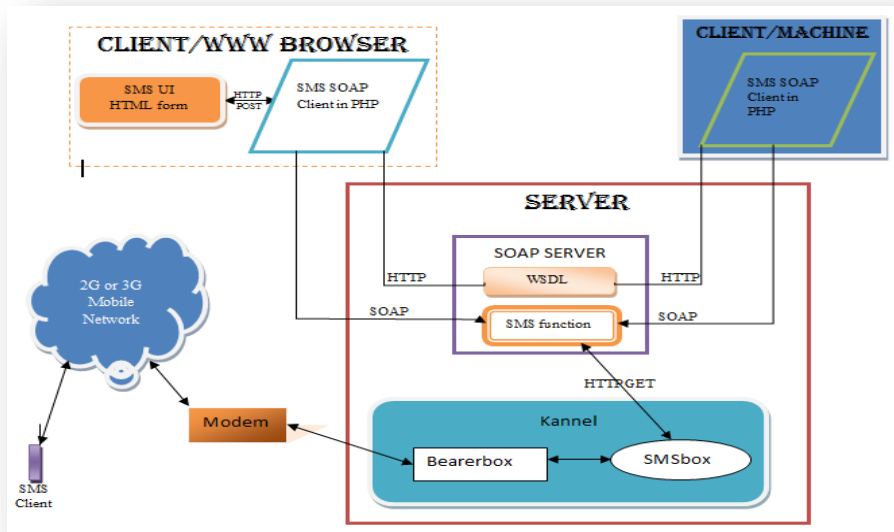 CLIENT/WWW BROWSER
SMS UI
HTML form
HTTP
POST
SMS SOAP
Client in PHP
CLIENT/MACHINE
SMS SOAP
Client in
PHP
SERVER
SOAP SERVER
WSDL
HTTP
HTTP
SOAP
SMS function
SOAP
2G or 3G
Mobile
Network
HTTPGET
Kannel
Modem
Bearerbox
SMSbox
SMS
Client